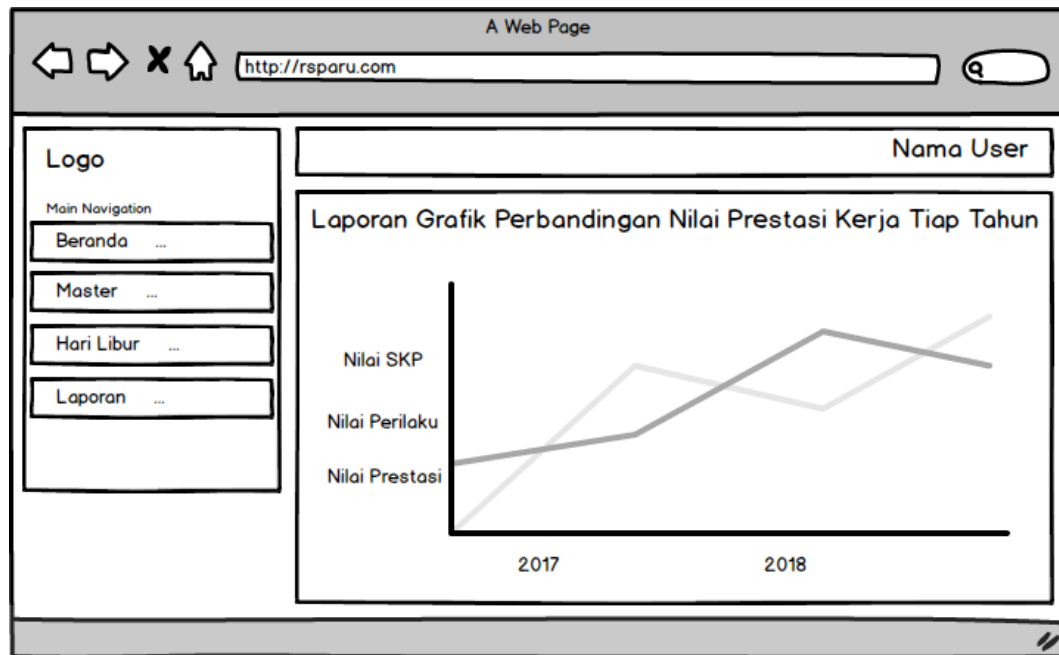 A Web Page
http://rsparu.com
Logo
Main Navigation
Beranda ...
Master ...
Hari Libur ...
Laporan ...
Nama User
Laporan Grafik Perbandingan Nilai Prestasi Kerja Tiap Tahun
Nilai SKP
Nilai Perilaku
Nilai Prestasi
2017 2018